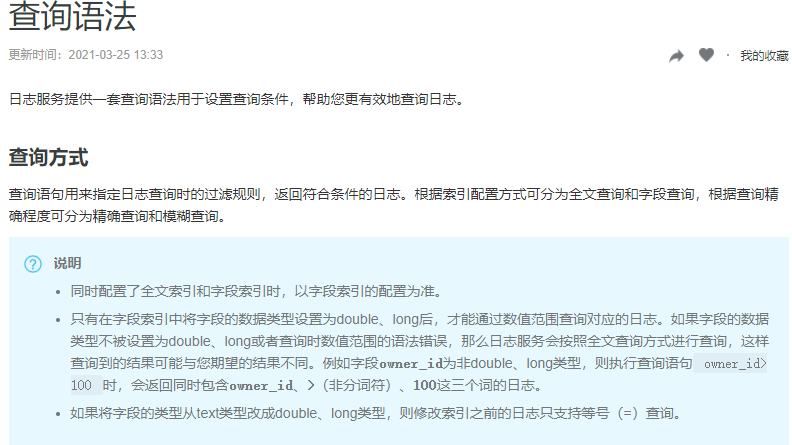 查询语法
更新时间：2021-03-25 13:33
· 我的收藏
日志服务提供一套查询语法用于设置查询条件，帮助您更有效地查询日志。
查询方式
查询语句用来指定日志查询时的过滤规则，返回符合条件的日志。根据索引配置方式可分为全文查询和字段查询，根据查询精
确程度可分为精确查询和模糊查询。
说明
• 同时配置了全文索引和字段索引时，以字段索引的配置为准。
• 只有在字段索引中将字段的数据类型设置为double、long后，才能通过数值范围查询对应的日志。如果字段的数据
类型不被设置为double、long或者查询时数值范围的语法错误，那么日志服务会按照全文查询方式进行查询，这样
查询到的结果可能与您期望的结果不同。例如字段owner_id为非double、long类型，则执行查询语句 owner_id>
100 时，会返回同时包含owner_id、>（非分词符）、100这三个词的日志。
• 如果将字段的类型从text类型改成double、long类型，则修改索引之前的日志只支持等号（=）查询。